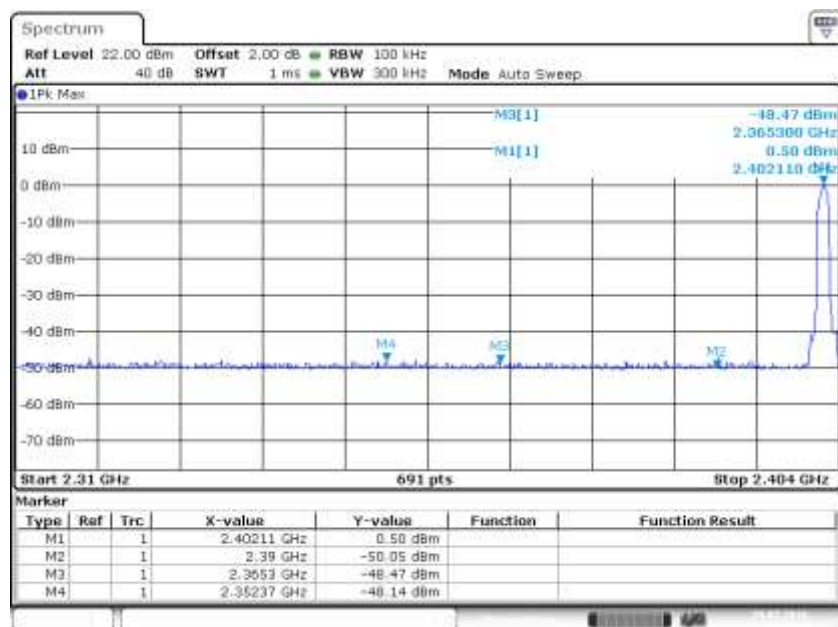 Spectrum
Ref Level 22.00 dBm Offset 2.00 dB RBW 100 kHz
Att 40 dB SWT 1 ms VBW 300 kHz Mode Auto Sweep
1Pk Max
M3[1] -48.47 dBm
2.365300 GHz
10 dBm
M1[1] 0.50 dBm
2.402110 GHz
0 dBm
-10 dBm
-20 dBm
-30 dBm
-40 dBm
M4 M3 M2
-50 dBm
-60 dBm
-70 dBm
Start 2.31 GHz 691 pts Stop 2.404 GHz
Marker
Type Ref Trc X-value Y-value Function Function Result
M1 1 2.40211 GHz 0.50 dBm
M2 1 2.39 GHz -50.05 dBm
M3 1 2.3653 GHz -48.47 dBm
M4 1 2.35237 GHz -48.14 dBm